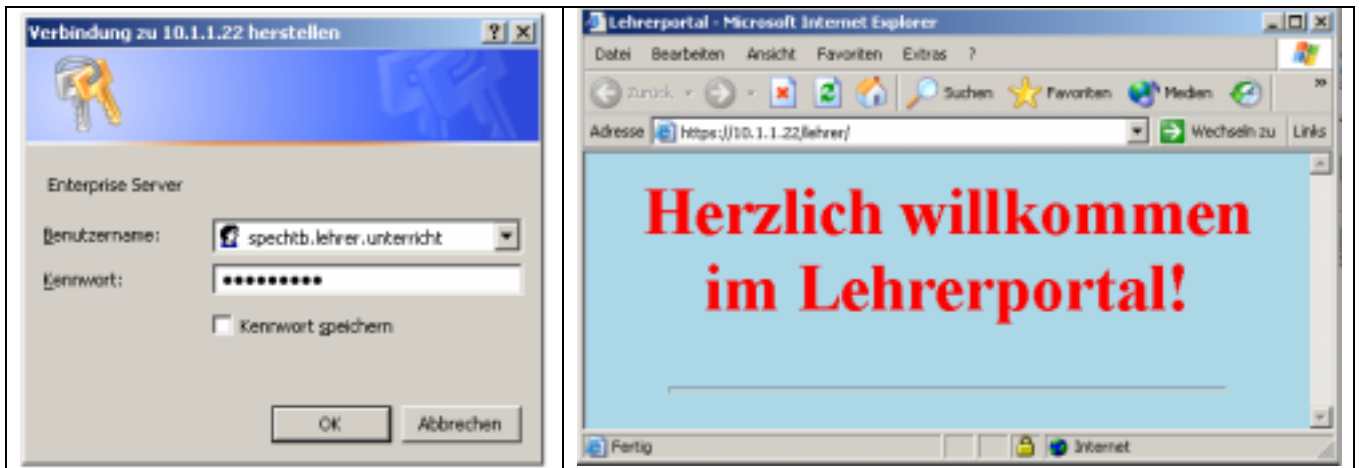 Verbindung zu 10.1.1.22 herstellen
Enterprise Server
Benutzername:
spechtb.lehrer.unterricht
Kennwort:
•••••••••
Kennwort speichern
OK
Abbrechen
Lehrerportal - Microsoft Internet Explorer
Datei Bearbeiten Ansicht Favoriten Extras ?
Zurück Suchen Favoriten Medien »
Adresse https://10.1.1.22/lehrer/ Wechseln zu Links
Herzlich willkommen
im Lehrerportal!
Fertig Internet